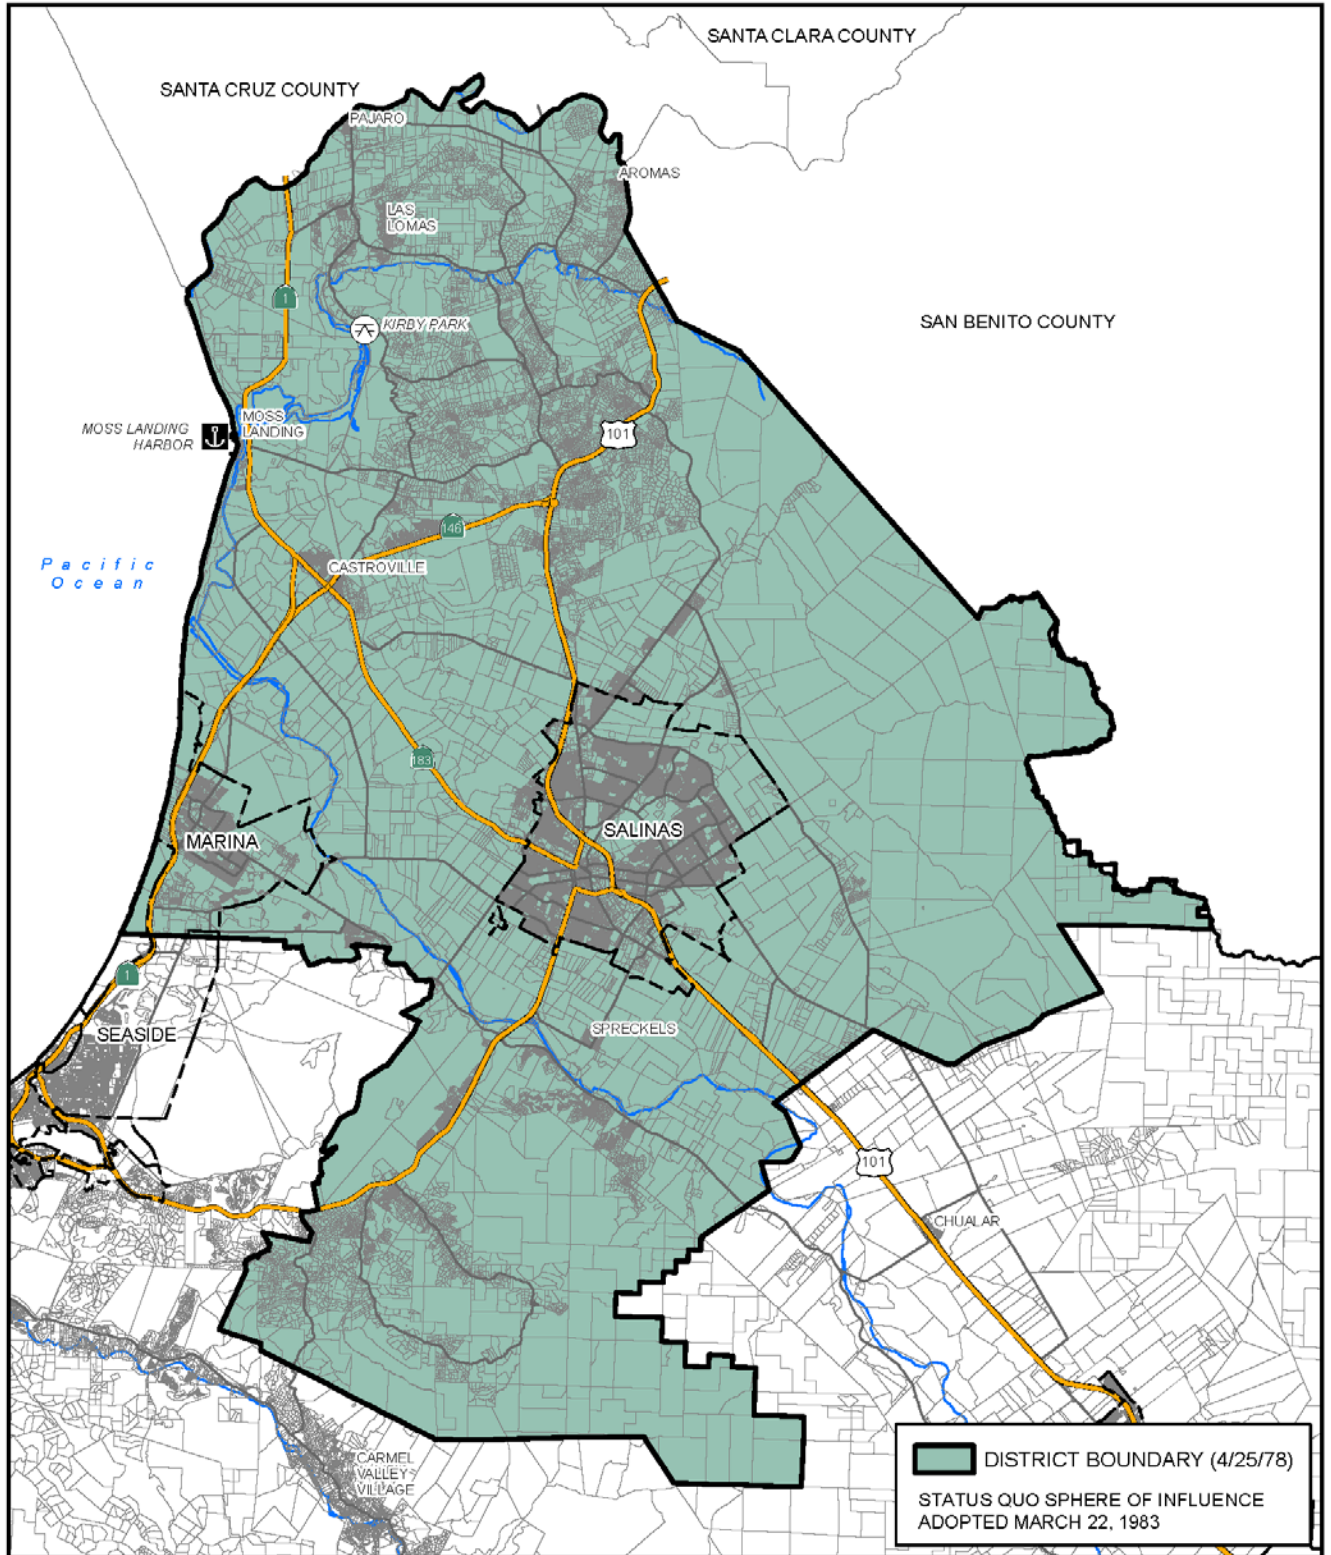 SANTA CLARA COUNTY
SANTA CRUZ COUNTY
PAJARO
AROMAS
LAS
LOMAS
1
KIRBY PARK
SAN BENITO COUNTY
MOSS LANDING
HARBOR
MOSS
LANDING
101
146
Pacific
Ocean
CASTROVILLE
183
MARINA
SALINAS
1
SEASIDE
SPRECKELS
101
CHUALAR
CARMEL
VALLEY
VILLAGE
DISTRICT BOUNDARY (4/25/78)
STATUS QUO SPHERE OF INFLUENCE
ADOPTED MARCH 22, 1983